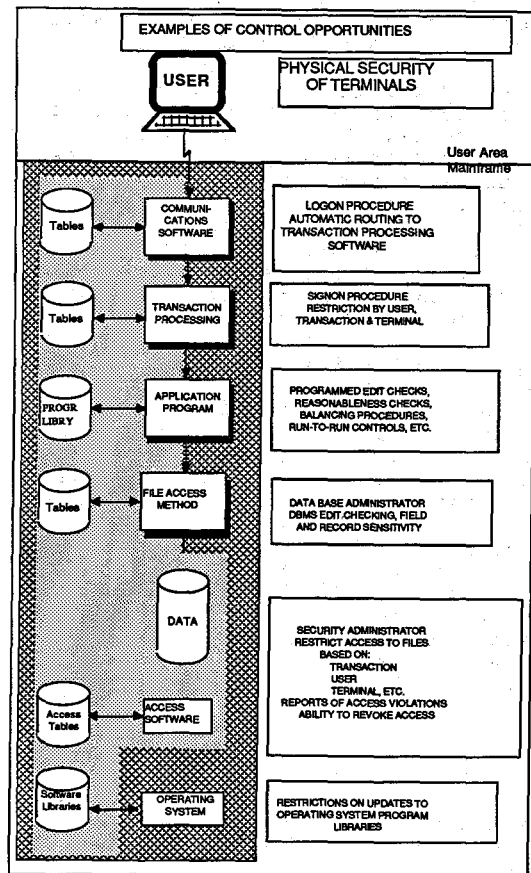 EXAMPLES OF CONTROL OPPORTUNITIES
USER
PHYSICAL SECURITY
OF TERMINALS
User Area
Mainframe
Tables
COMMUNI-
CATIONS
SOFTWARE
LOGON PROCEDURE
AUTOMATIC ROUTING TO
TRANSACTION PROCESSING
SOFTWARE
Tables
TRANSACTION
PROCESSING
SIGNON PROCEDURE
RESTRICTION BY USER,
TRANSACTION & TERMINAL
PROGR
LIBRY
APPLICATION
PROGRAM
PROGRAMMED EDIT CHECKS,
REASONABLENESS CHECKS,
BALANCING PROCEDURES,
RUN-TO-RUN CONTROLS, ETC.
Tables
FILE ACCESS
METHOD
DATA BASE ADMINISTRATOR
DBMS EDIT-CHECKING, FIELD
AND RECORD SENSITIVITY
DATA
SECURITY ADMINISTRATOR
RESTRICT ACCESS TO FILES
BASED ON:
TRANSACTION
USER
TERMINAL, ETC.
REPORTS OF ACCESS VIOLATIONS
ABILITY TO REVOKE ACCESS
Access
Tables
ACCESS
SOFTWARE
Software
Libraries
OPERATING
SYSTEM
RESTRICTIONS ON UPDATES TO
OPERATING SYSTEM PROGRAM
LIBRARIES